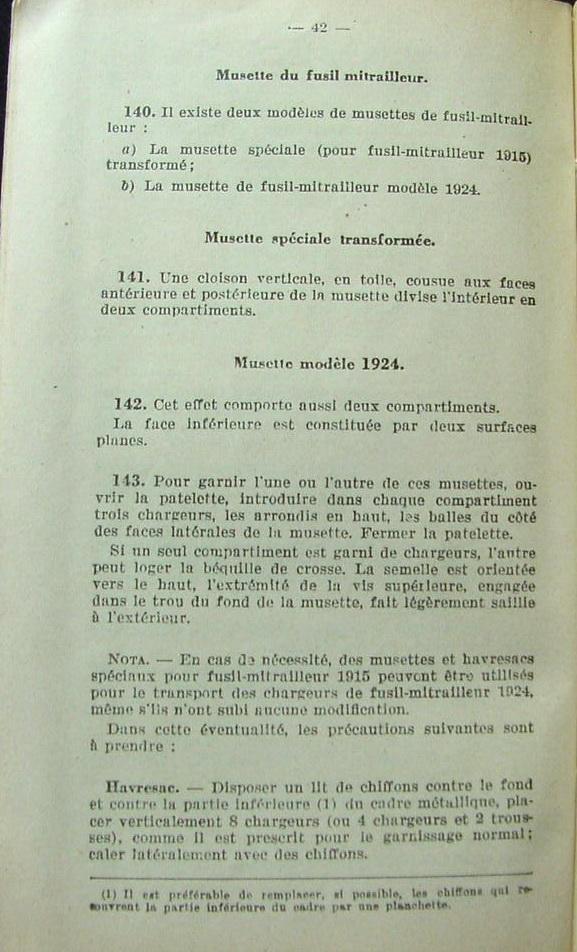 — 42 —
Musette du fusil mitrailleur.
140. Il existe deux modèles de musettes de fusil-mitrail-
leur :
a) La musette spéciale (pour fusil-mitrailleur 1915)
transformé ;
b) La musette de fusil-mitrailleur modèle 1924.
Musette spéciale transformée.
141. Une cloison verticale, en toile, cousue aux faces
antérieure et postérieure de la musette divise l'intérieur en
deux compartiments.
Musette modèle 1924.
142. Cet effet comporte aussi deux compartiments.
La face inférieure est constituée par deux surfaces
planes.
143. Pour garnir l'une ou l'autre de ces musettes, ou-
vrir la patelette, introduire dans chaque compartiment
trois chargeurs, les arrondis en haut, les balles du côté
des faces latérales de la musette. Fermer la patelette.
Si un seul compartiment est garni de chargeurs, l'autre
peut loger la béquille de crosse. La semelle est orientée
vers le haut, l'extrémité de la vis supérieure, engagée
dans le trou du fond de la musette, fait légèrement saillie
à l'extérieur.
NOTA. — En cas de nécessité, des musettes et havresacs
spéciaux pour fusil-mitrailleur 1915 peuvent être utilisés
pour le transport des chargeurs de fusil-mitrailleur 1924,
même s'ils n'ont subi aucune modification.
Dans cette éventualité, les précautions suivantes sont
à prendre :
Havresac. — Disposer un lit de chiffons contre le fond
et contre la partie inférieure (1) du cadre métallique, pla-
cer verticalement 8 chargeurs (ou 4 chargeurs et 2 trous-
ses), comme il est prescrit pour le garnissage normal ;
caler latéralement avec des chiffons.
(1) Il est préférable de remplacer, si possible, les chiffons qui re-
couvrent la partie inférieure du cadre par une planchette.